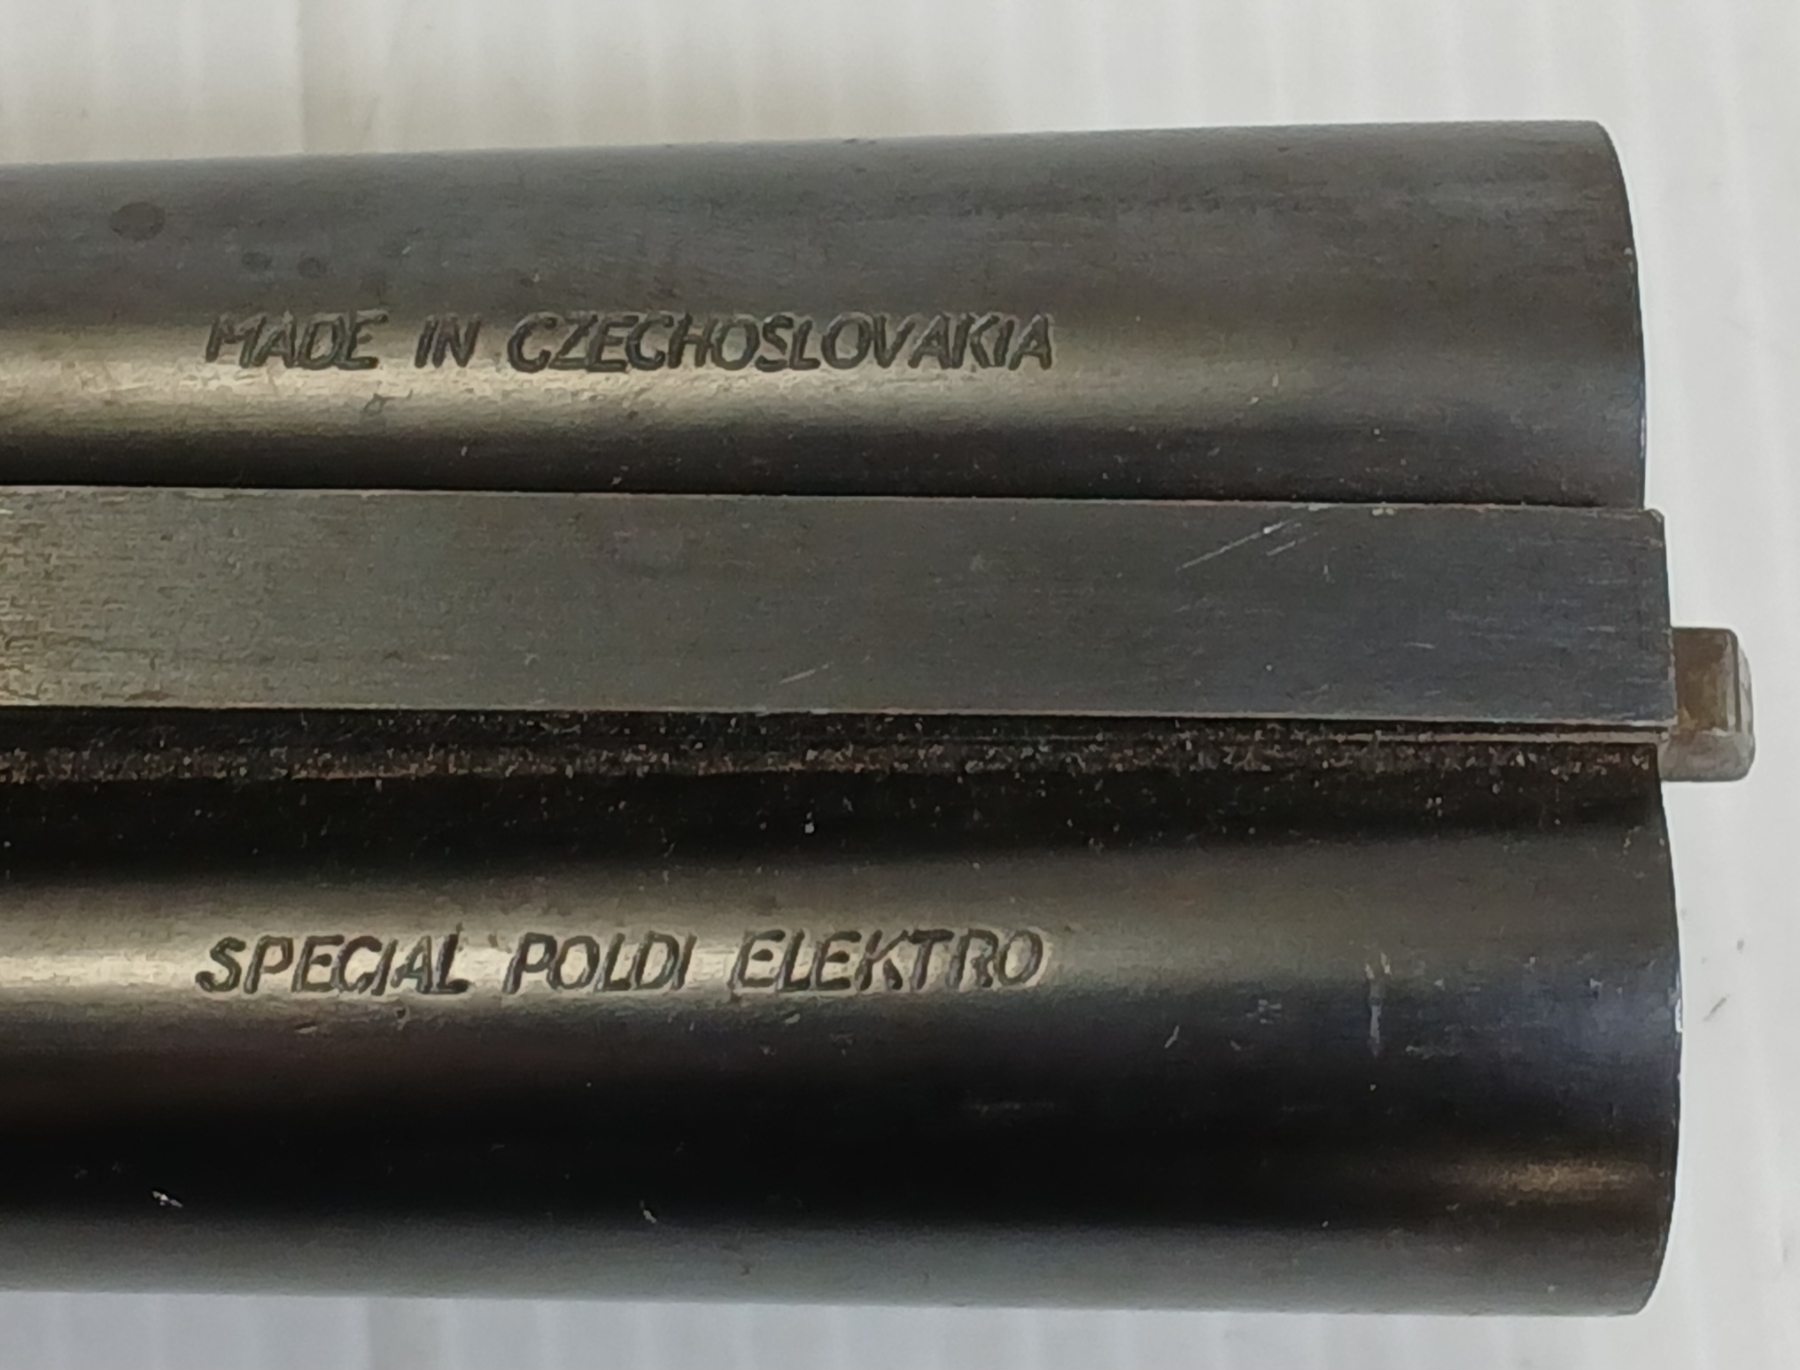 MADE IN CZECHOSLOVAKIA
SPECIAL POLDI ELEKTRO